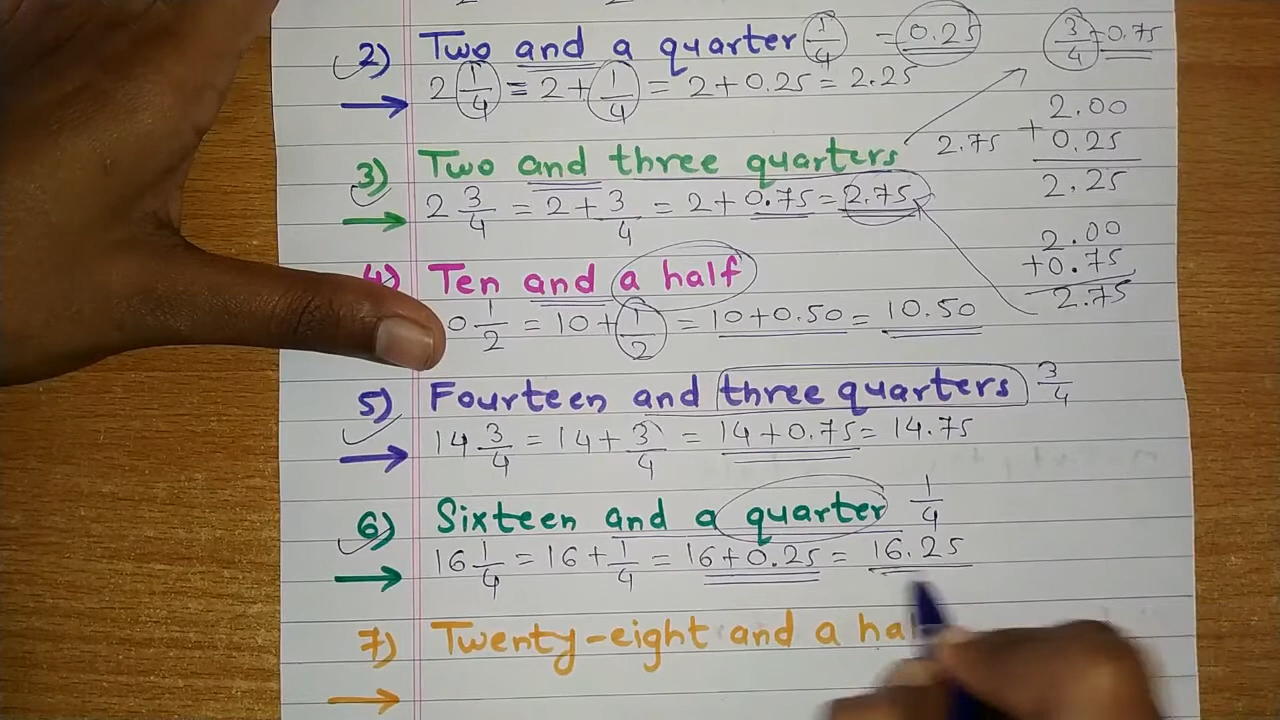 2) Two and a quarter 1/4 = 0.25 3/4 = 0.75
2 1/4 = 2 + 1/4 = 2 + 0.25 = 2.25
2.00
+ 0.25
2.25
3) Two and three quarters 2.75
2 3/4 = 2 + 3/4 = 2 + 0.75 = 2.75
2.00
+0.75
2.75
4) Ten and a half
0 1/2 = 10 + 1/2 = 10 + 0.50 = 10.50
5) Fourteen and three quarters 3/4
14 3/4 = 14 + 3/4 = 14 + 0.75 = 14.75
6) Sixteen and a quarter 1/4
16 1/4 = 16 + 1/4 = 16 + 0.25 = 16.25
7) Twenty-eight and a